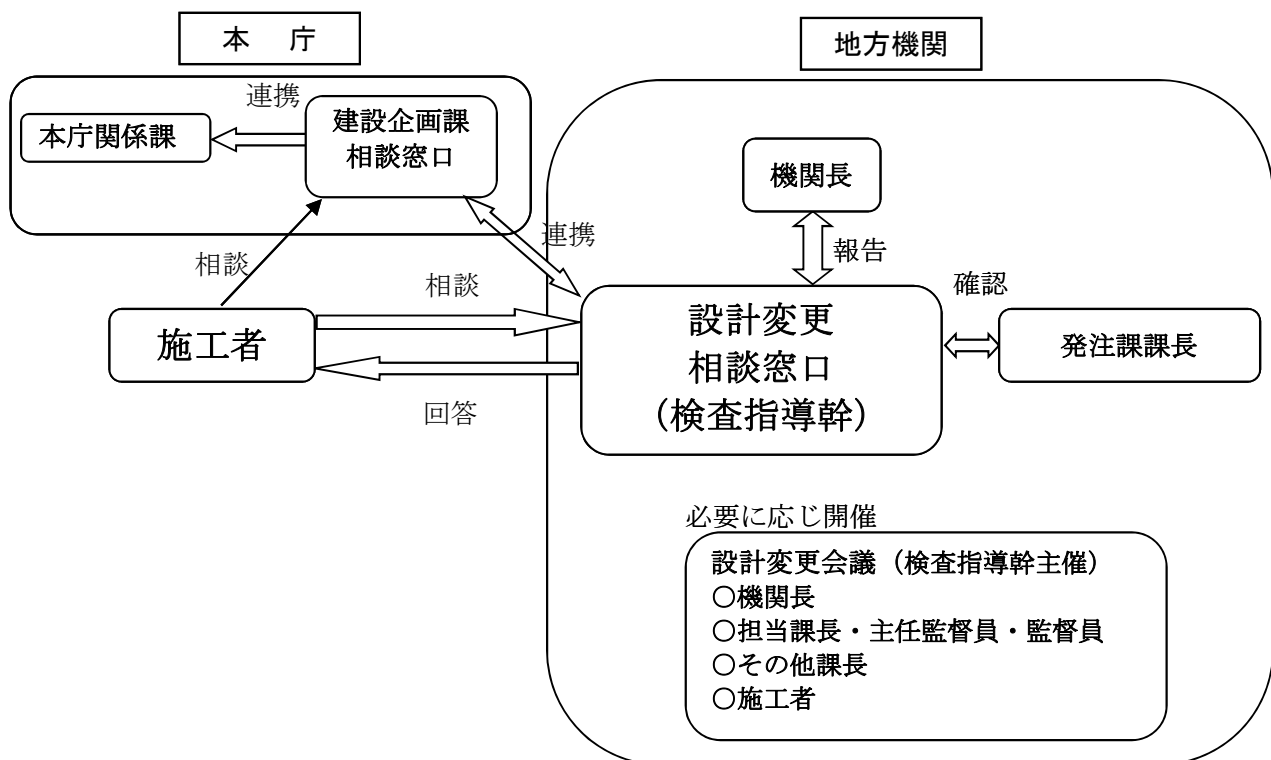 本 庁
地方機関
連携
本庁関係課
建設企画課
相談窓口
機関長
連携
報告
相談
相談
確認
施工者
設計変更
相談窓口
(検査指導幹)
発注課課長
回答
必要に応じ開催
設計変更会議(検査指導幹主催)
○機関長
○担当課長・主任監督員・監督員
○その他課長
○施工者